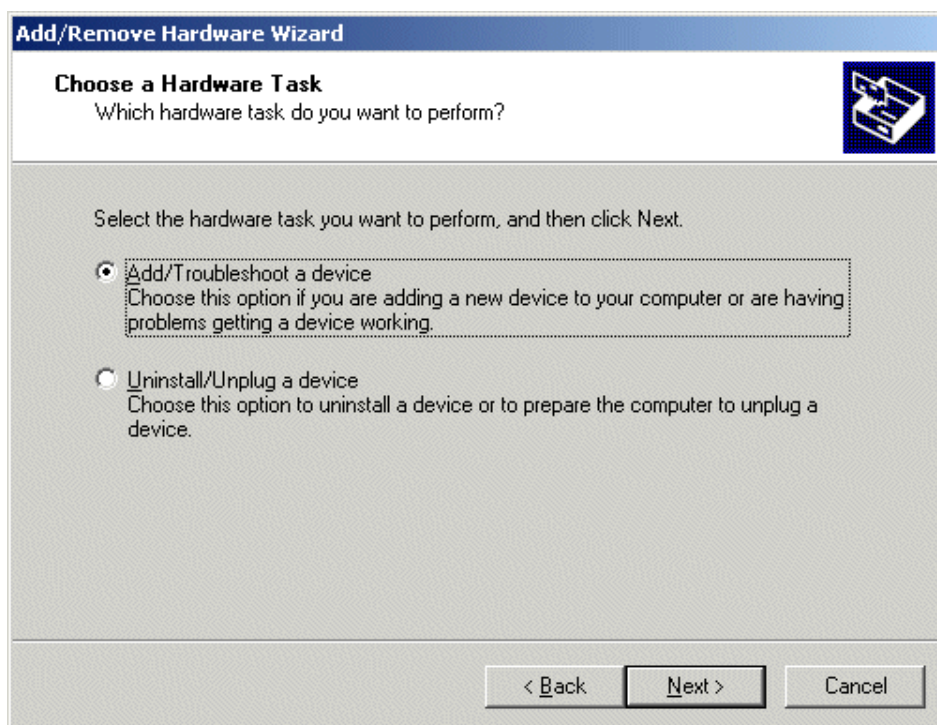 Add/Remove Hardware Wizard
Choose a Hardware Task
Which hardware task do you want to perform?
Select the hardware task you want to perform, and then click Next.
Add/Troubleshoot a device
Choose this option if you are adding a new device to your computer or are having
problems getting a device working.
Uninstall/Unplug a device
Choose this option to uninstall a device or to prepare the computer to unplug a
device.
< Back
Next >
Cancel